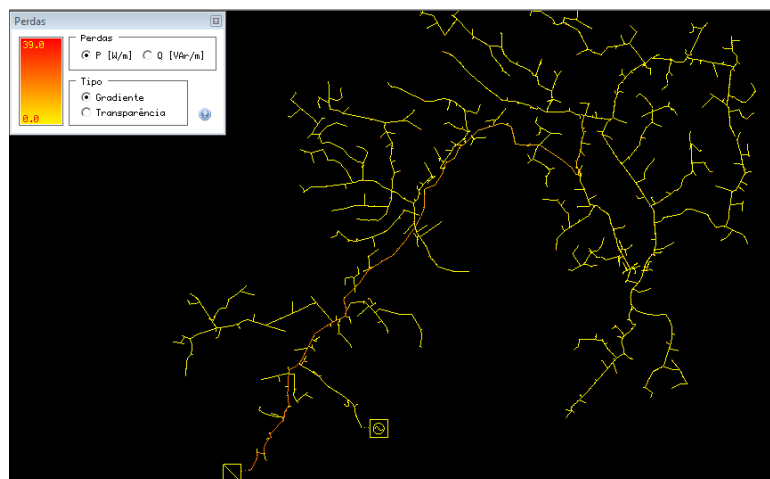 Perdas
39.0
0.0
Perdas
P [W/m] Q [VAr/m]
Tipo
Gradiente
Transparência